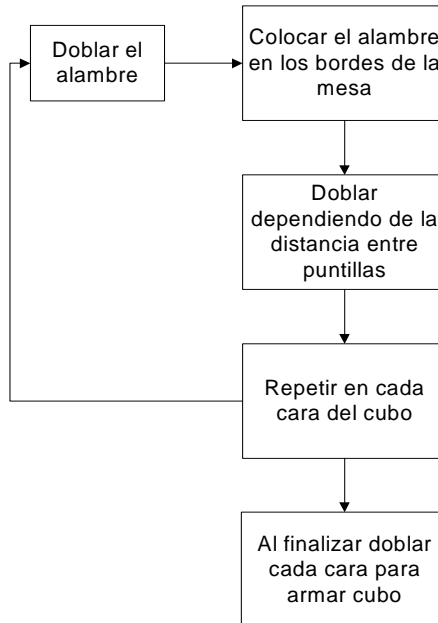 Doblar el
alambre
Colocar el alambre
en los bordes de la
mesa
Doblar
dependiendo de la
distancia entre
puntillas
Repetir en cada
cara del cubo
Al finalizar doblar
cada cara para
armar cubo